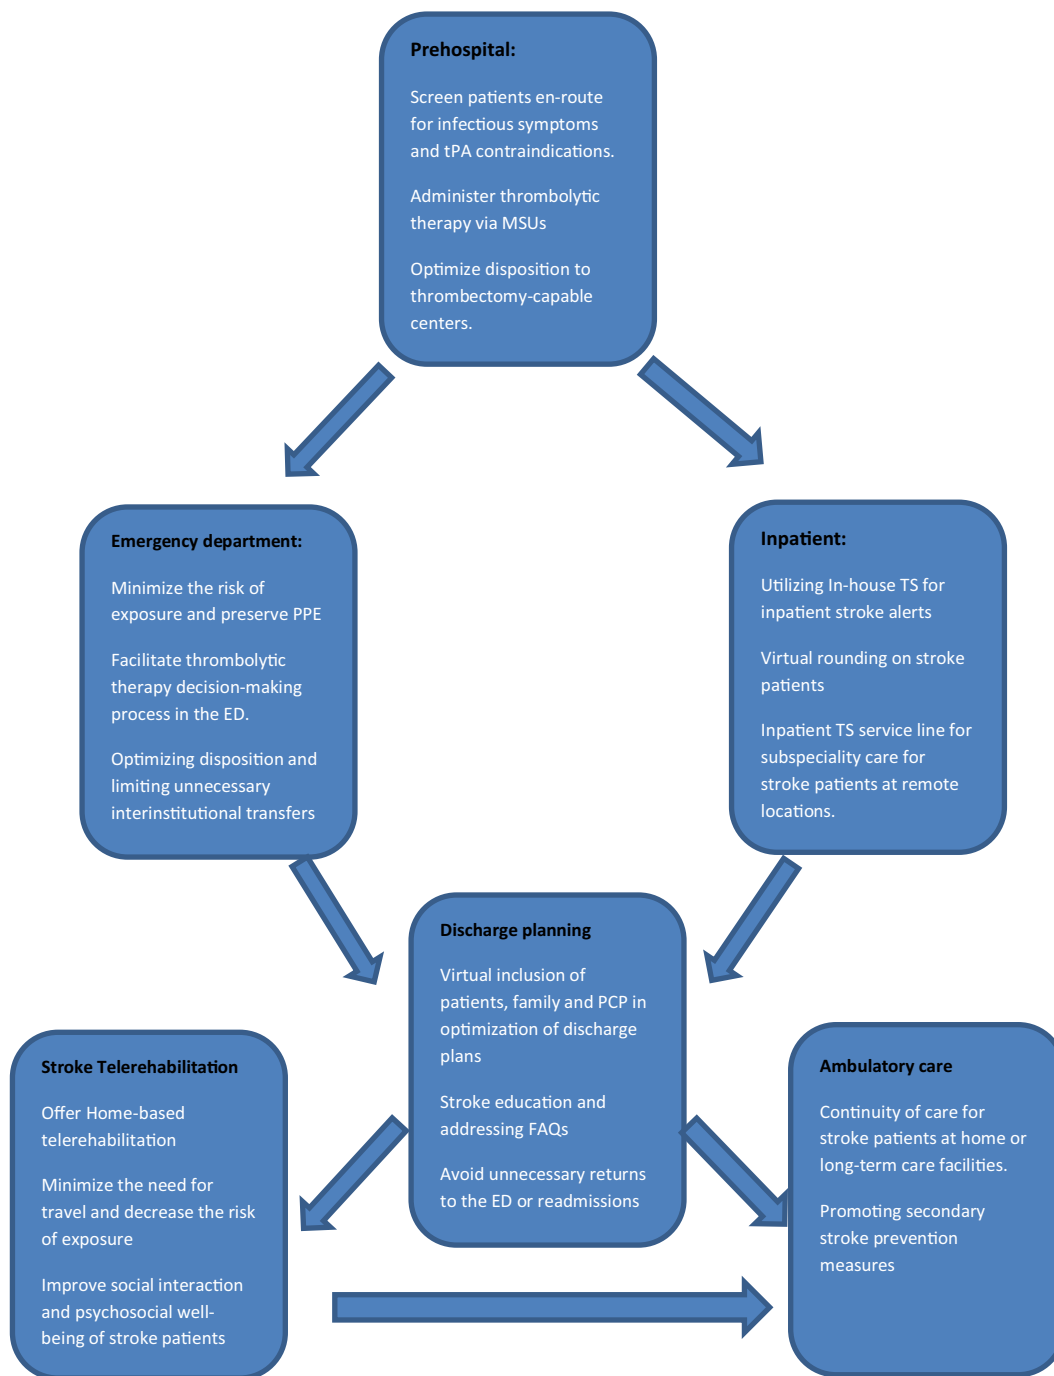 Prehospital:
Screen patients en-route
for infectious symptoms
and tPA contraindications.
Administer thrombolytic
therapy via MSUs
Optimize disposition to
thrombectomy-capable
centers.
Emergency department:
Minimize the risk of
exposure and preserve PPE
Facilitate thrombolytic
therapy decision-making
process in the ED.
Optimizing disposition and
limiting unnecessary
interinstitutional transfers
Inpatient:
Utilizing In-house TS for
inpatient stroke alerts
Virtual rounding on stroke
patients
Inpatient TS service line for
subspeciality care for
stroke patients at remote
locations.
Discharge planning
Virtual inclusion of
patients, family and PCP in
optimization of discharge
plans
Stroke education and
addressing FAQs
Avoid unnecessary returns
to the ED or readmissions
Stroke Telerehabilitation
Offer Home-based
telerehabilitation
Minimize the need for
travel and decrease the risk
of exposure
Improve social interaction
and psychosocial well-
being of stroke patients
Ambulatory care
Continuity of care for
stroke patients at home or
long-term care facilities.
Promoting secondary
stroke prevention
measures